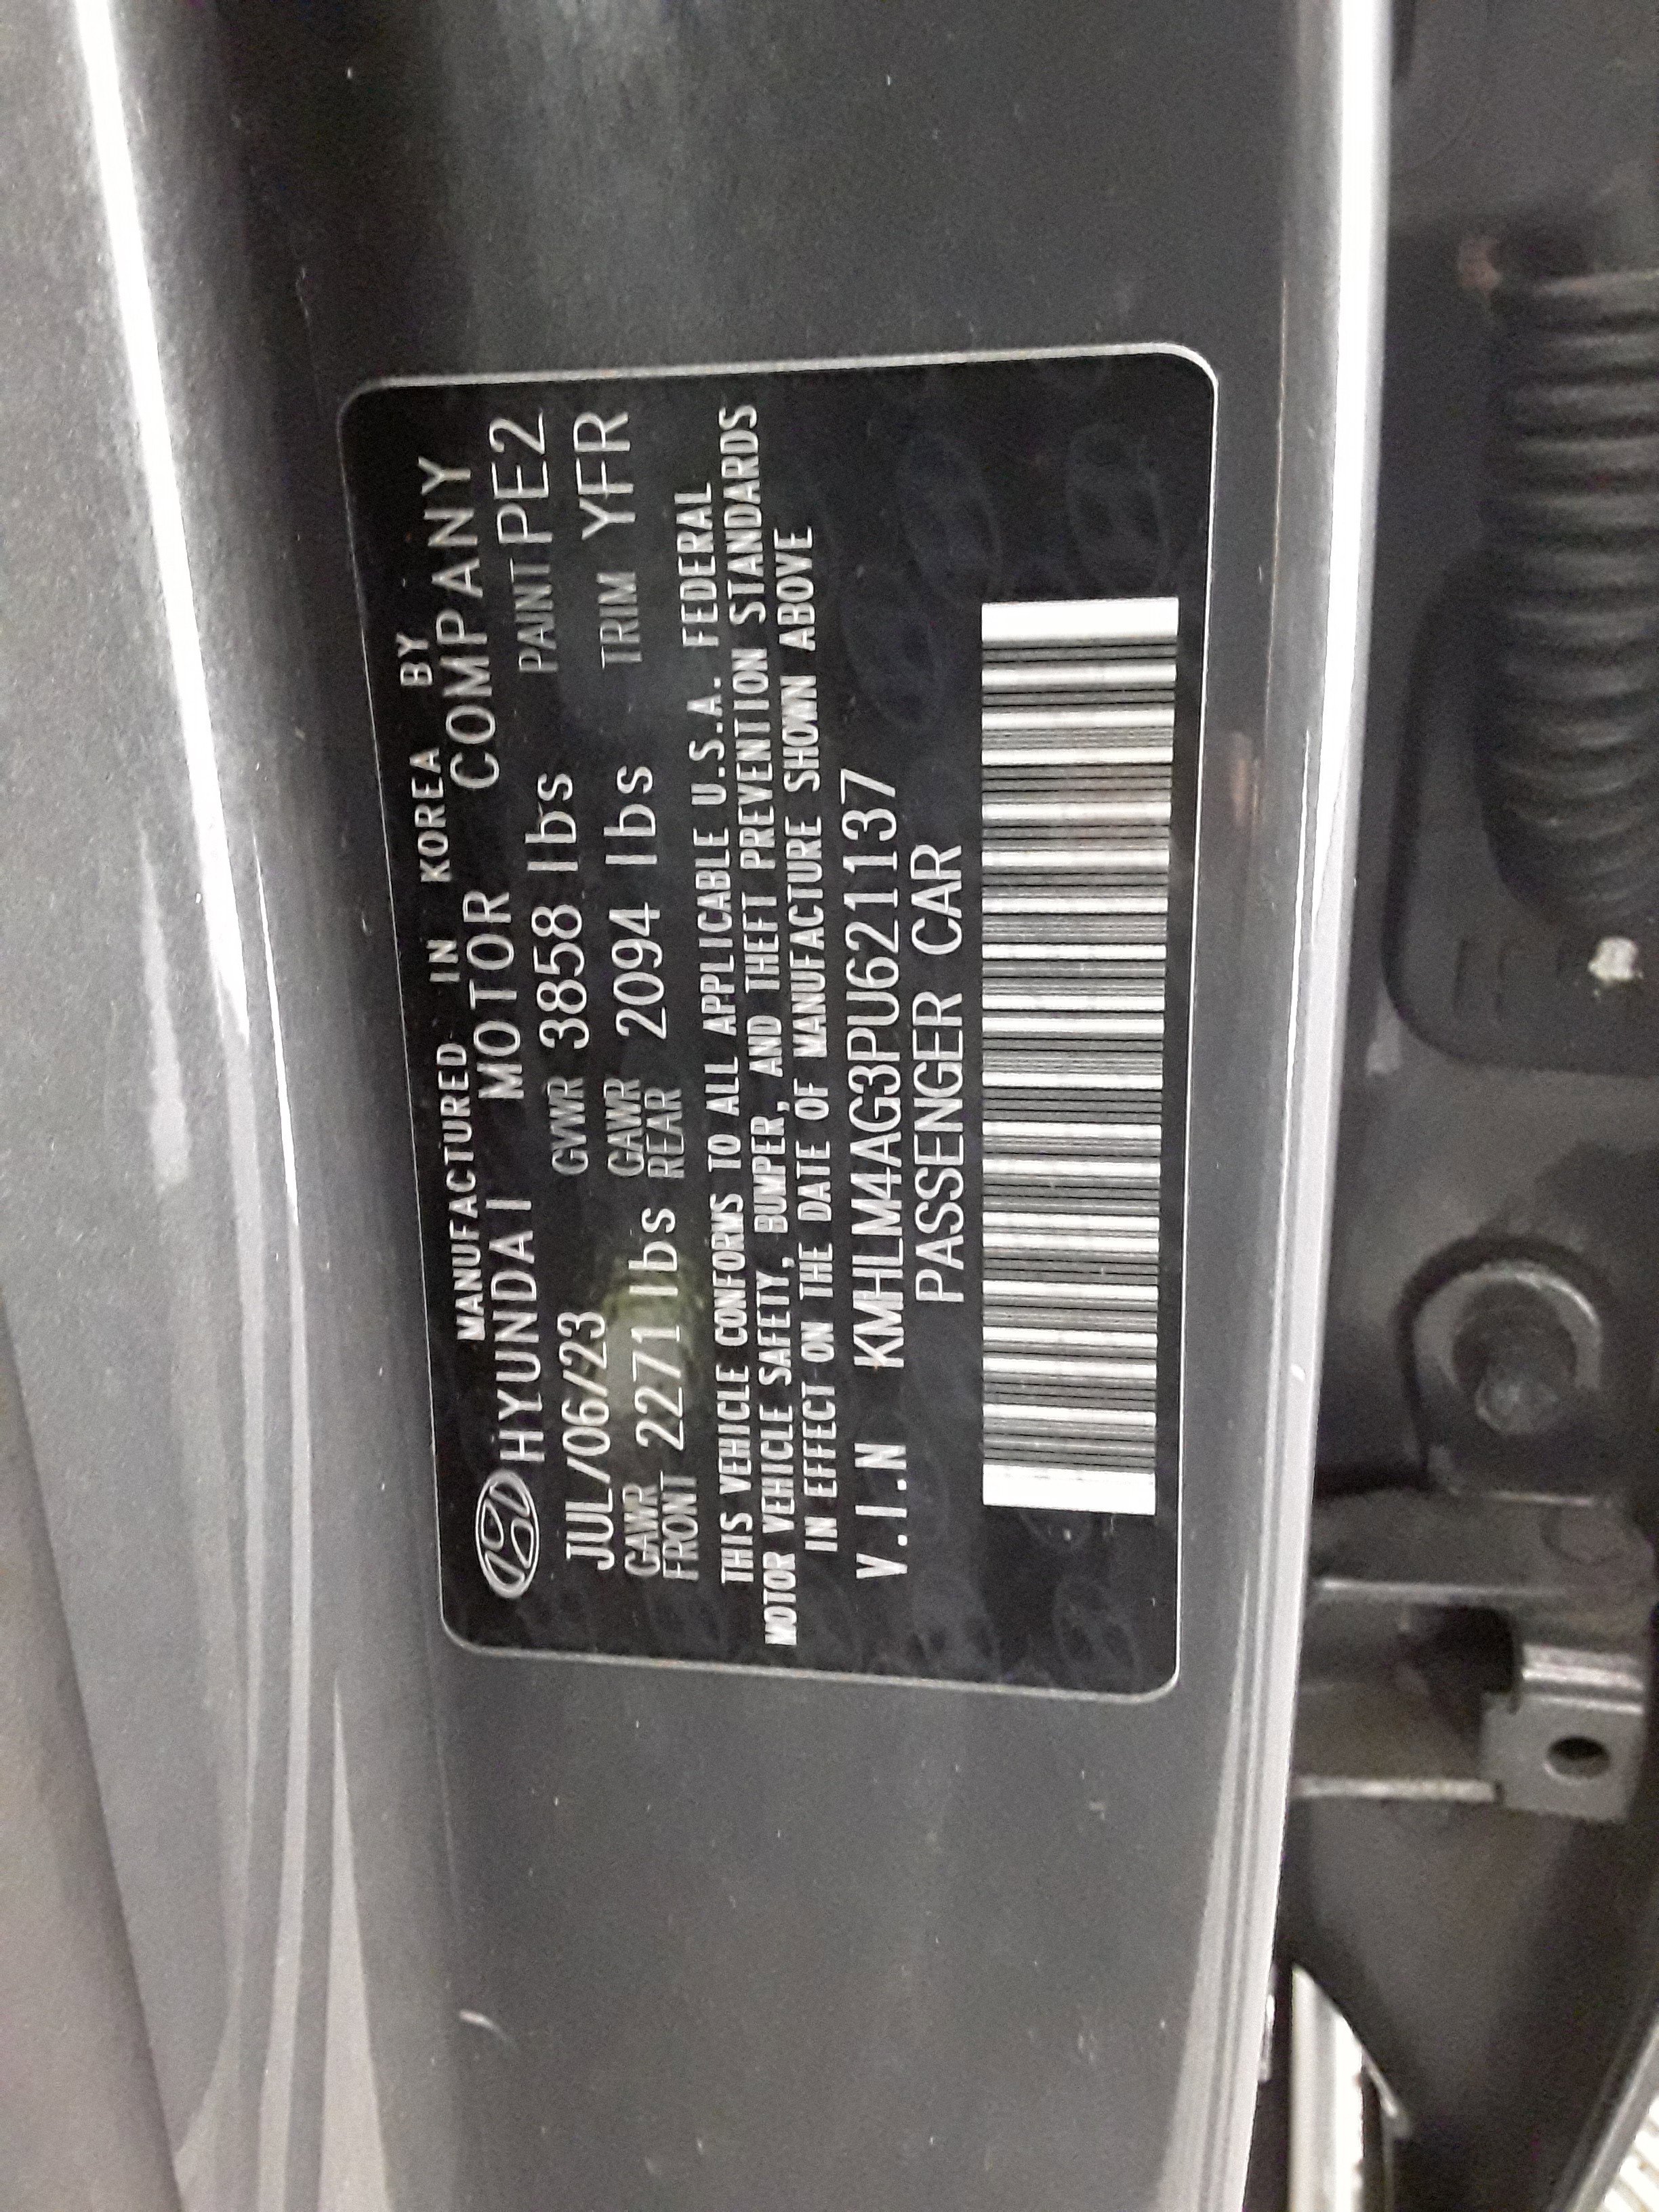 MANUFACTURED IN KOREA BY
HYUNDAI MOTOR COMPANY
JUL/06/23 GVWR 3858 lbs PAINT PE2
GAWR FRONT 2271 lbs GAWR REAR 2094 lbs TRIM YFR
THIS VEHICLE CONFORMS TO ALL APPLICABLE U.S.A. FEDERAL
MOTOR VEHICLE SAFETY, BUMPER, AND THEFT PREVENTION STANDARDS
IN EFFECT ON THE DATE OF MANUFACTURE SHOWN ABOVE
V.I.N KMHLM4AG3PU621137
PASSENGER CAR